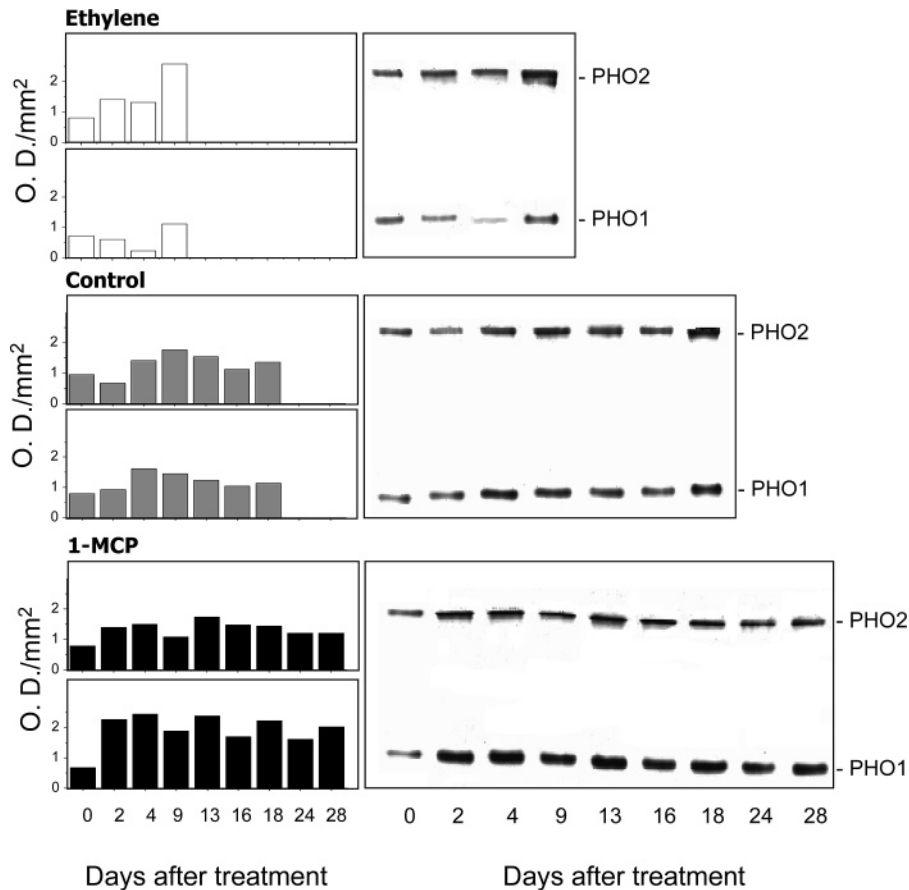 Ethylene
O. D./mm²
2
1
0
2
1
0
- PHO2
- PHO1
Control
O. D./mm²
2
1
0
2
1
0
- PHO2
- PHO1
1-MCP
O. D./mm²
2
1
0
2
1
0
- PHO2
- PHO1
0 2 4 9 13 16 18 24 28
0 2 4 9 13 16 18 24 28
Days after treatment
Days after treatment